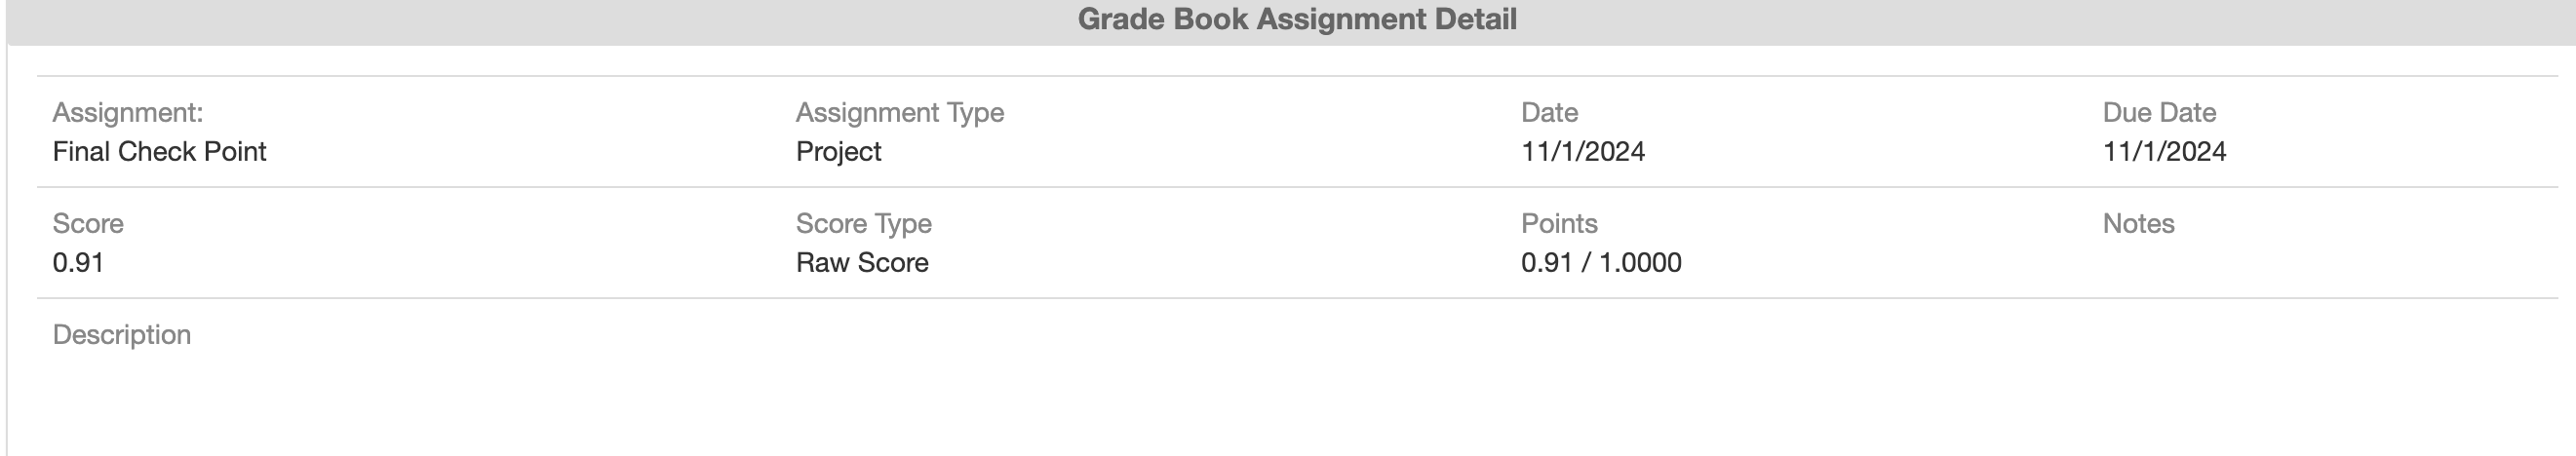 Grade Book Assignment Detail
Assignment: Assignment Type Date Due Date
Final Check Point Project 11/1/2024 11/1/2024
Score Score Type Points Notes
0.91 Raw Score 0.91 / 1.0000
Description